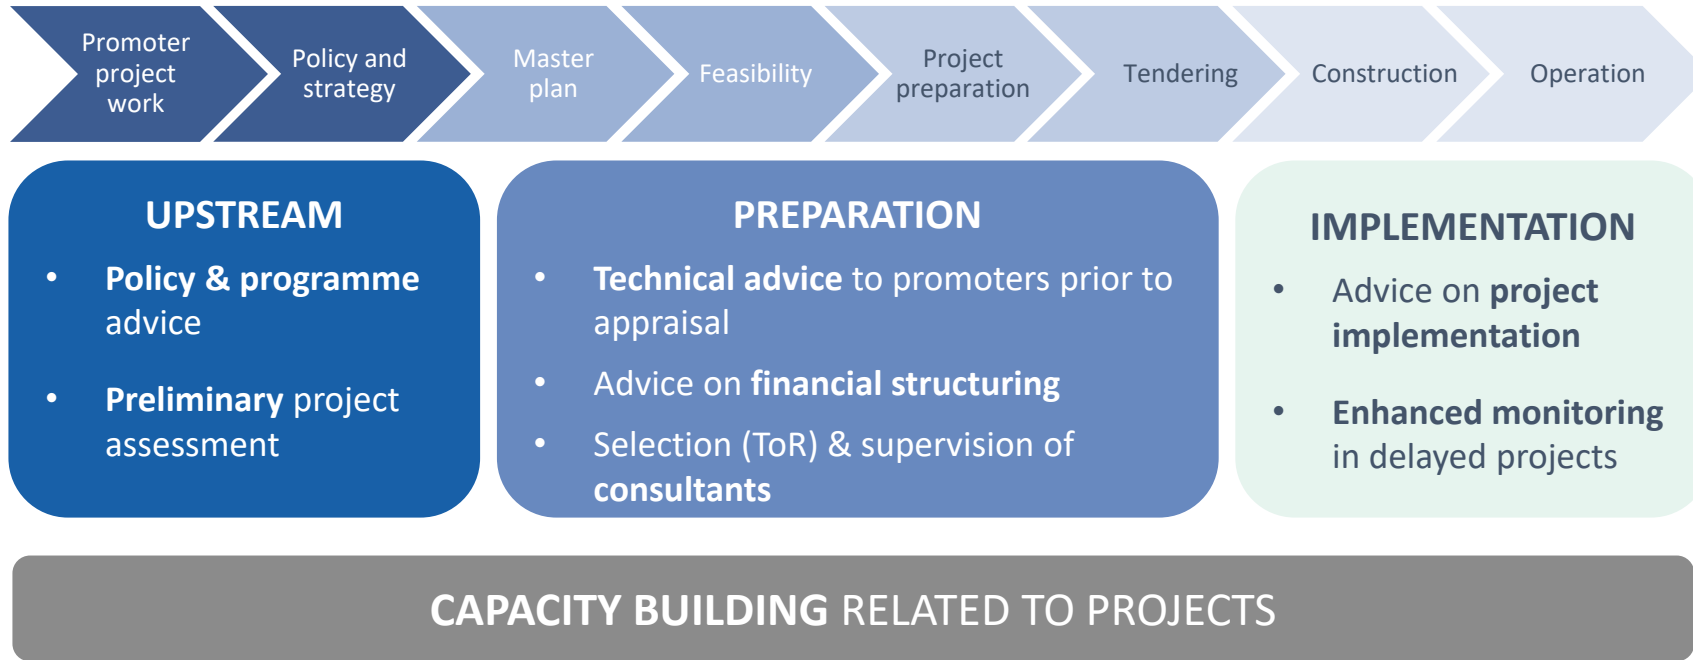 Promoter
project
work
Policy and
strategy
Master
plan
Feasibility
Project
preparation
Tendering
Construction
Operation
UPSTREAM
• Policy & programme
advice
• Preliminary project
assessment
PREPARATION
• Technical advice to promoters prior to
appraisal
• Advice on financial structuring
• Selection (ToR) & supervision of
consultants
IMPLEMENTATION
• Advice on project
implementation
• Enhanced monitoring
in delayed projects
CAPACITY BUILDING RELATED TO PROJECTS